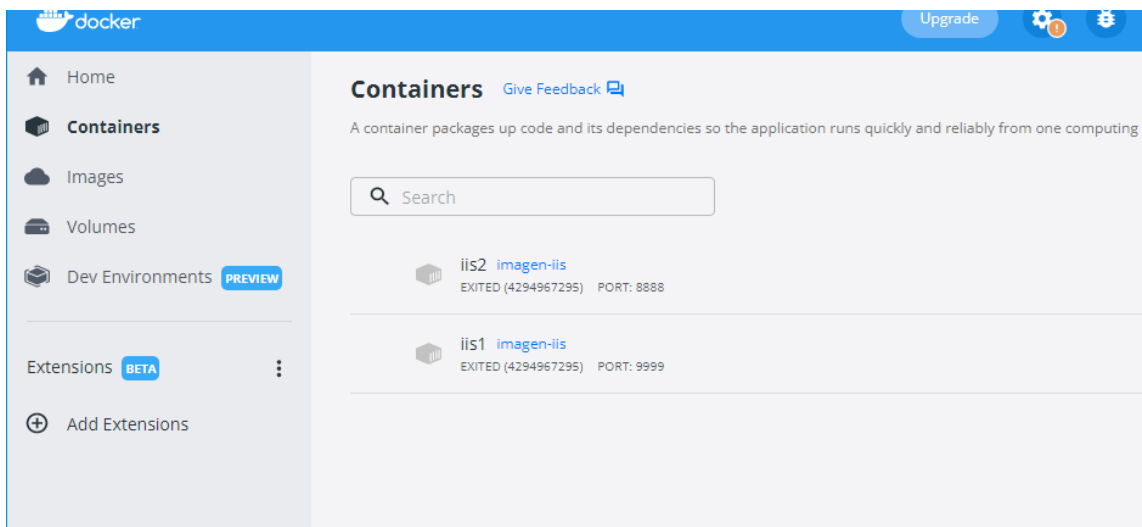 docker
Upgrade
Home
Containers
Images
Volumes
Dev Environments PREVIEW
Extensions BETA
Add Extensions
Containers Give Feedback
A container packages up code and its dependencies so the application runs quickly and reliably from one computing
Search
iis2 imagen-iis
EXITED (4294967295) PORT: 8888
iis1 imagen-iis
EXITED (4294967295) PORT: 9999